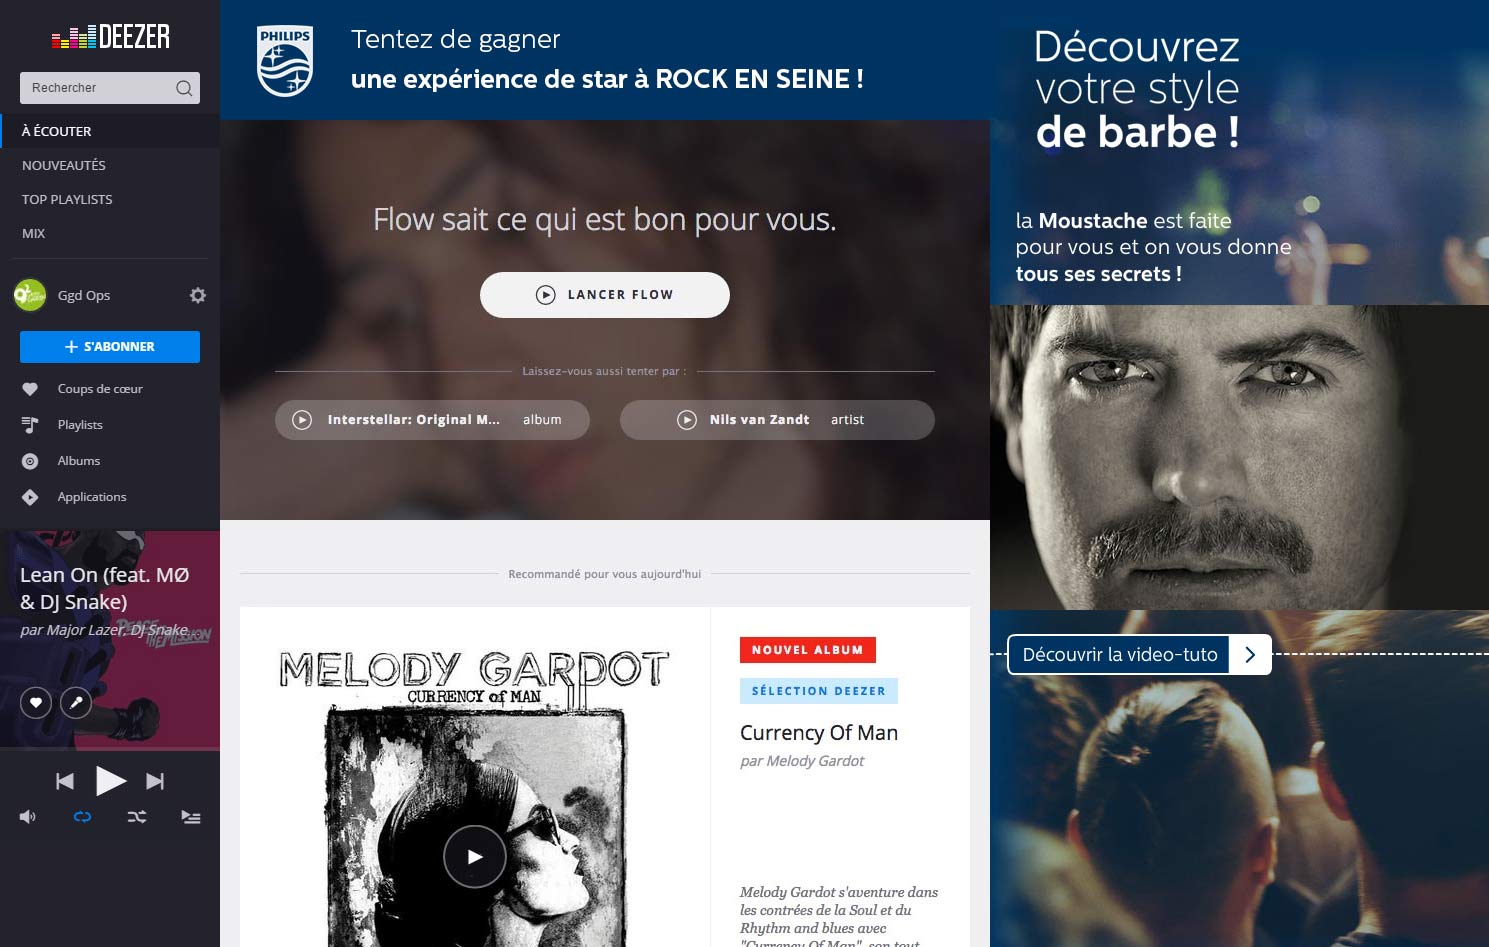 DEEZER
Rechercher
À ÉCOUTER
NOUVEAUTÉS
TOP PLAYLISTS
MIX
Ggd Ops
S'ABONNER
Coups de cœur
Playlists
Albums
Applications
Lean On (feat. MØ
& DJ Snake)
par Major Lazer, DJ Snake...
PEACE
THE MISSION
PHILIPS
Tentez de gagner
une expérience de star à ROCK EN SEINE !
Flow sait ce qui est bon pour vous.
LANCER FLOW
Laissez-vous aussi tenter par :
Interstellar: Original M... album
Nils van Zandt artist
Recommandé pour vous aujourd'hui
MELODY GARDOT
CURRENCY of MAN
NOUVEL ALBUM
SÉLECTION DEEZER
Currency Of Man
par Melody Gardot
Melody Gardot s'aventure dans
les contrées de la Soul et du
Rhythm and blues avec
"Currency Of Man", son tout
Découvrez
votre style
de barbe !
la Moustache est faite
pour vous et on vous donne
tous ses secrets !
Découvrir la video-tuto